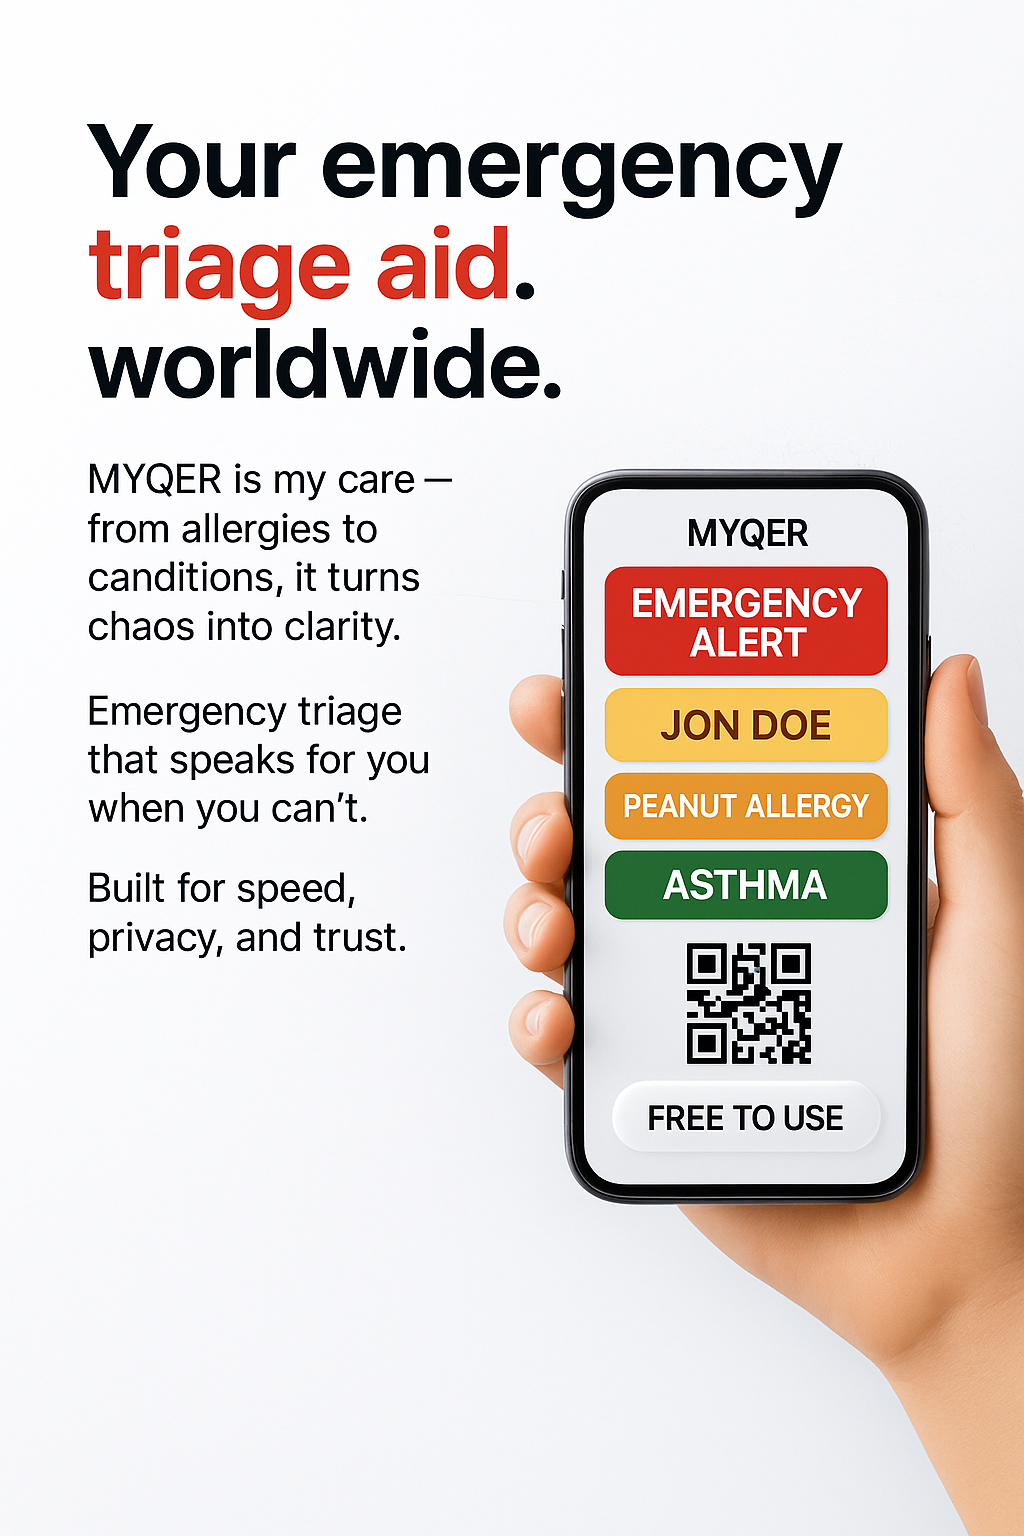 Your emergency
triage aid.
worldwide.
MYQER is my care –
from allergies to
canditions, it turns
chaos into clarity.
Emergency triage
that speaks for you
when you can’t.
Built for speed,
privacy, and trust.
MYQER
EMERGENCY
ALERT
JON DOE
PEANUT ALLERGY
ASTHMA
FREE TO USE